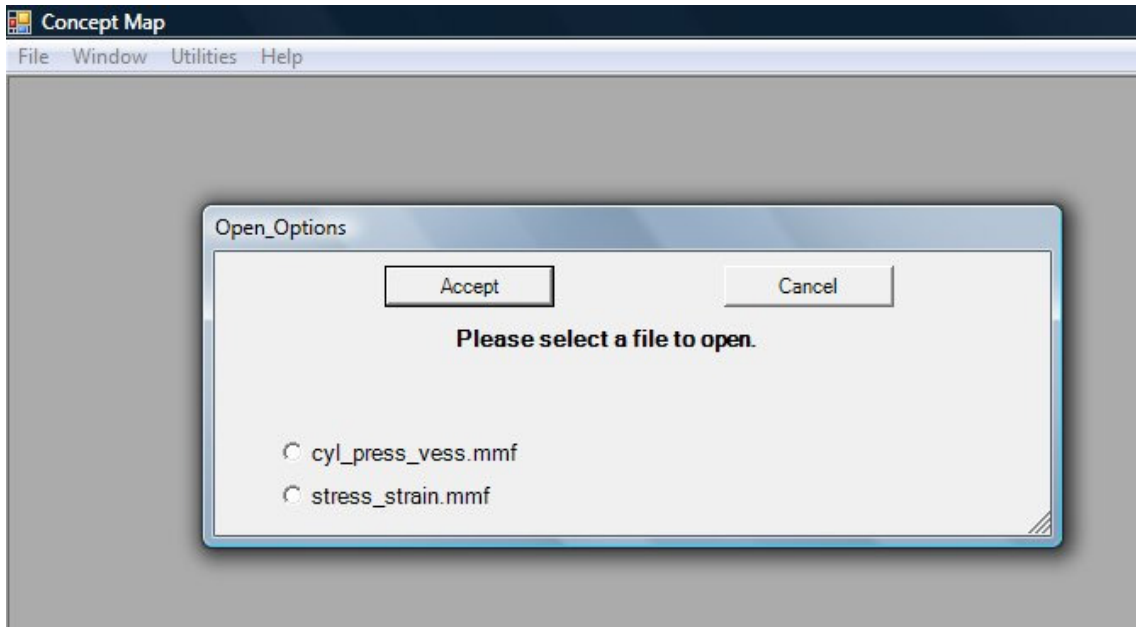 Concept Map
File Window Utilities Help
Open_Options
Accept Cancel
Please select a file to open.
cyl_press_vess.mmf
stress_strain.mmf